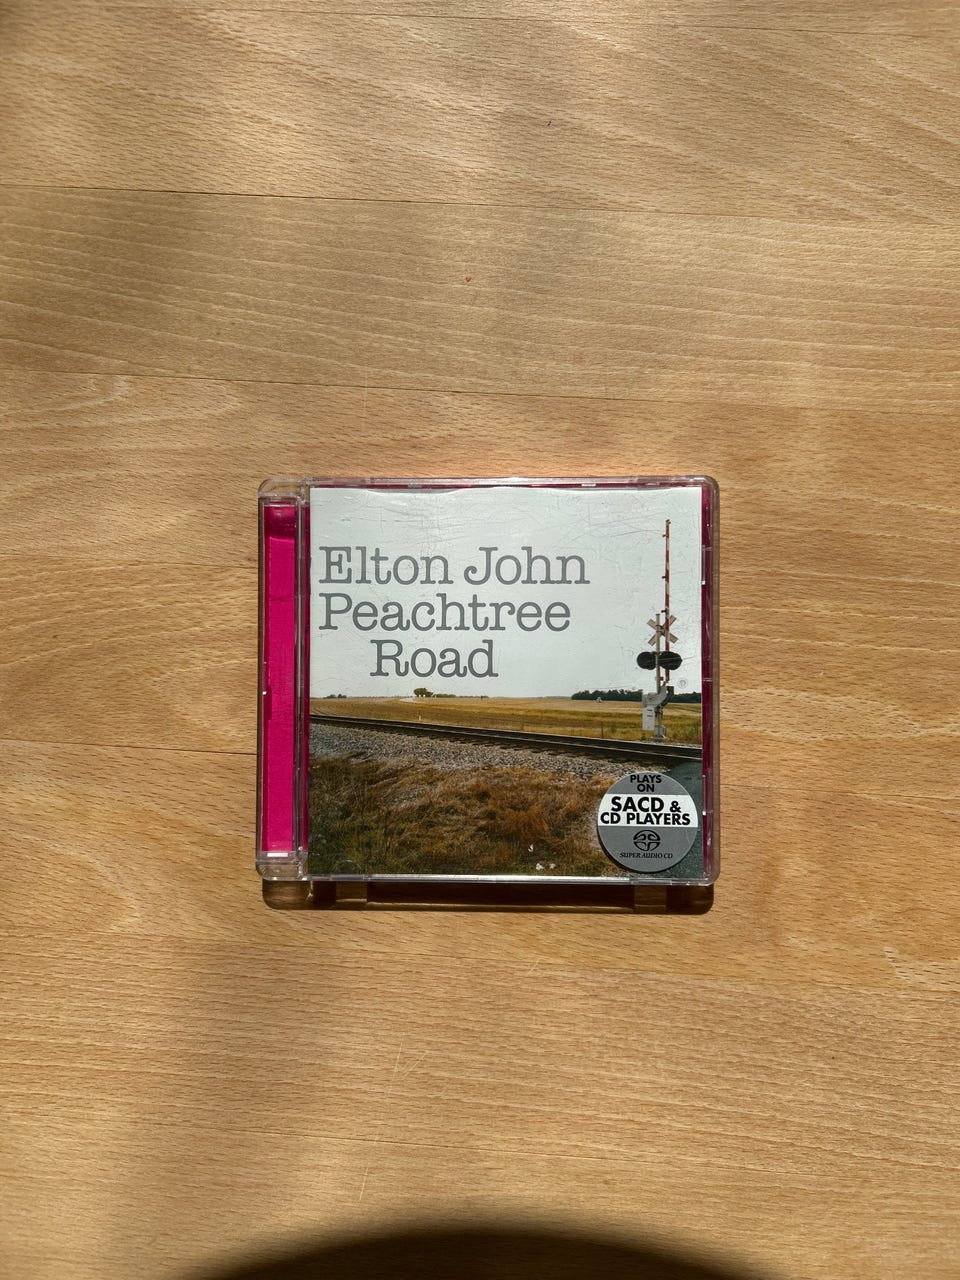 Elton John
Peachtree
Road
PLAYS
ON
SACD &
CD PLAYERS
SUPER AUDIO CD